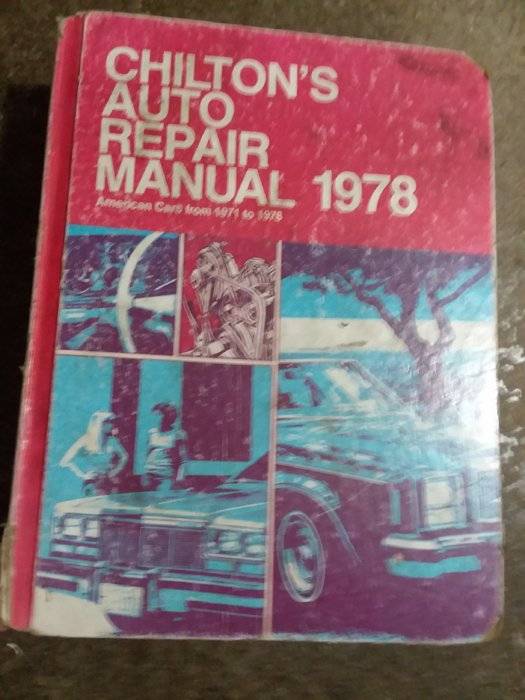 CHILTON'S
AUTO
REPAIR
MANUAL 1978
American Cars from 1971 to 1978